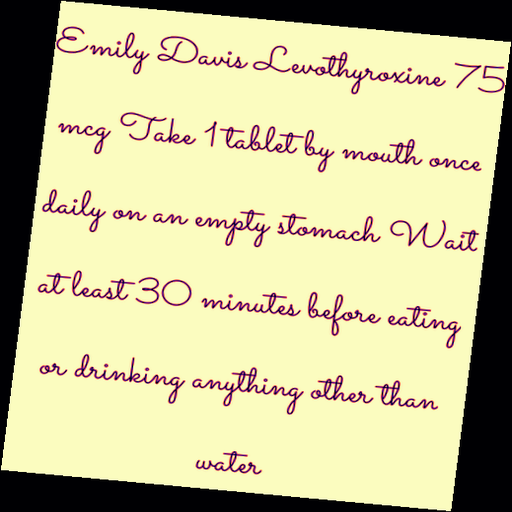 Emily Davis Levothyroxine 75
mcg Take 1 tablet by mouth once
daily on an empty stomach Wait
at least 30 minutes before eating
or drinking anything other than
water